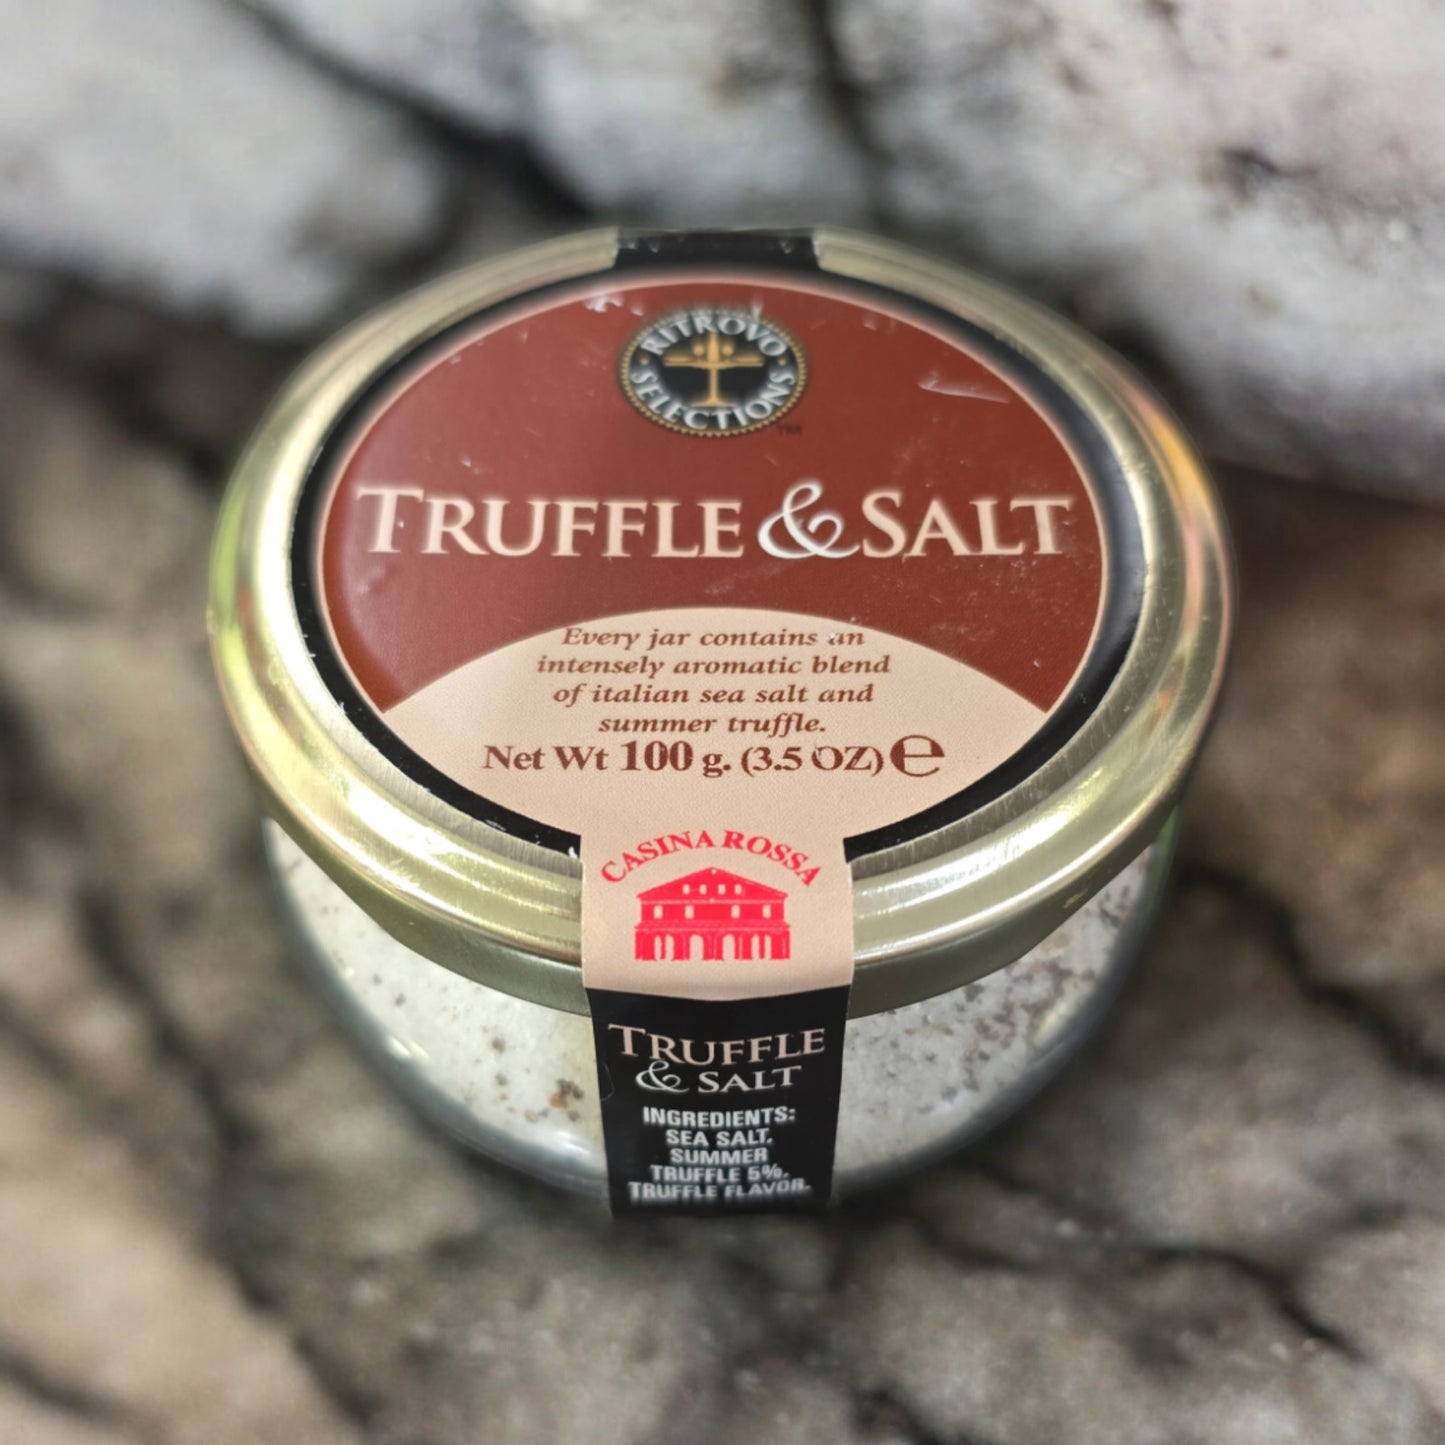 RITROVO
SELECTIONS
TM
TRUFFLE & SALT
Every jar contains an
intensely aromatic blend
of italian sea salt and
summer truffle.
Net Wt 100 g. (3.5 OZ) e
CASINA ROSSA
TRUFFLE
& SALT
INGREDIENTS:
SEA SALT,
SUMMER
TRUFFLE 5%,
TRUFFLE FLAVOR.